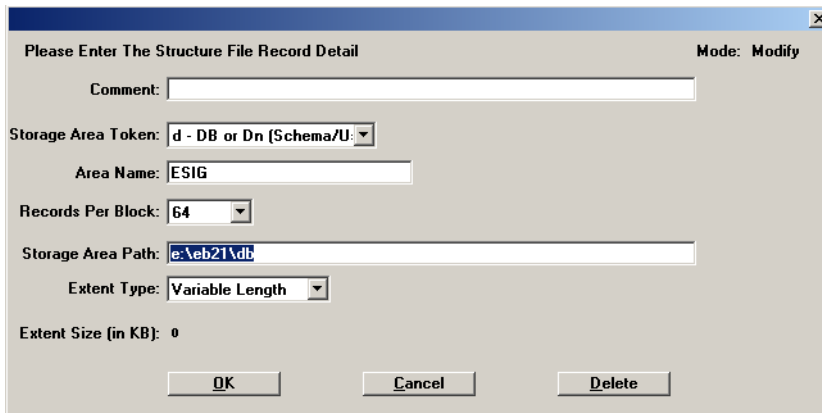 Please Enter The Structure File Record Detail Mode: Modify
Comment:
Storage Area Token: d - DB or Dn (Schema/U:
Area Name: ESIG
Records Per Block: 64
Storage Area Path: e:\eb21\db
Extent Type: Variable Length
Extent Size (in KB): 0
OK Cancel Delete